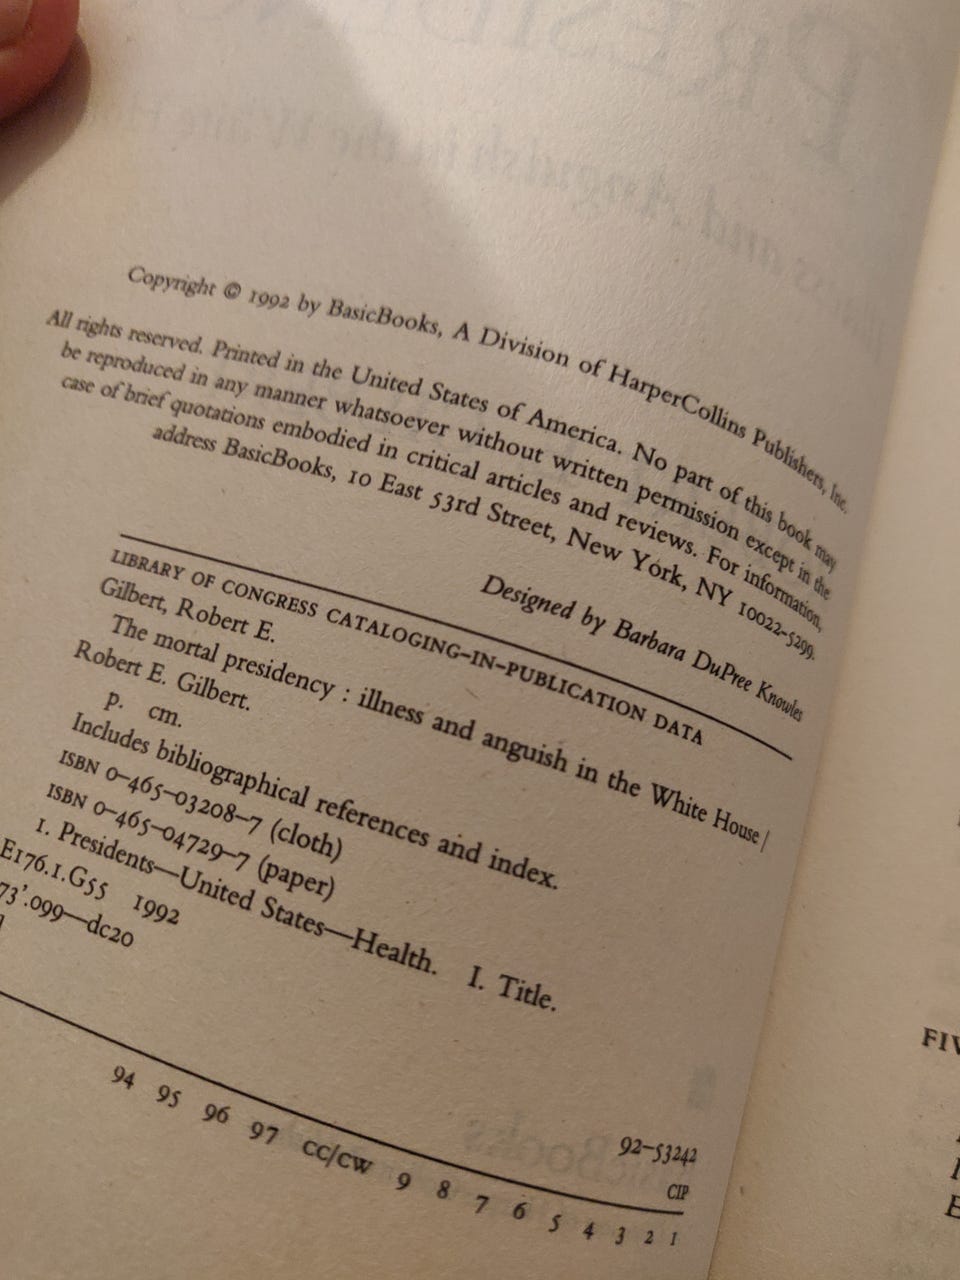 Copyright © 1992 by BasicBooks, A Division of HarperCollins Publishers, Inc.
All rights reserved. Printed in the United States of America. No part of this book may
be reproduced in any manner whatsoever without written permission except in the
case of brief quotations embodied in critical articles and reviews. For information,
address BasicBooks, 10 East 53rd Street, New York, NY 10022–5299.
Designed by Barbara DuPree Knowles
LIBRARY OF CONGRESS CATALOGING–IN–PUBLICATION DATA
Gilbert, Robert E.
The mortal presidency : illness and anguish in the White House /
Robert E. Gilbert.
p. cm.
Includes bibliographical references and index.
ISBN 0–465–03208–7 (cloth)
ISBN 0–465–04729–7 (paper)
1. Presidents—United States—Health. I. Title.
E176.1.G55 1992
73'.099—dc20
92–53242
CIP
94 95 96 97 CC/CW 9 8 7 6 5 4 3 2 1